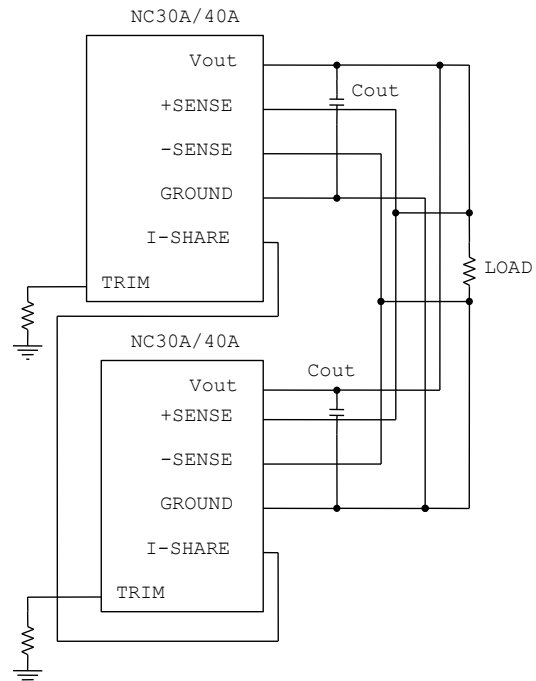 NC30A/40A
Vout
Cout
+SENSE
-SENSE
GROUND
I-SHARE
LOAD
TRIM
NC30A/40A
Cout
Vout
+SENSE
-SENSE
GROUND
I-SHARE
TRIM